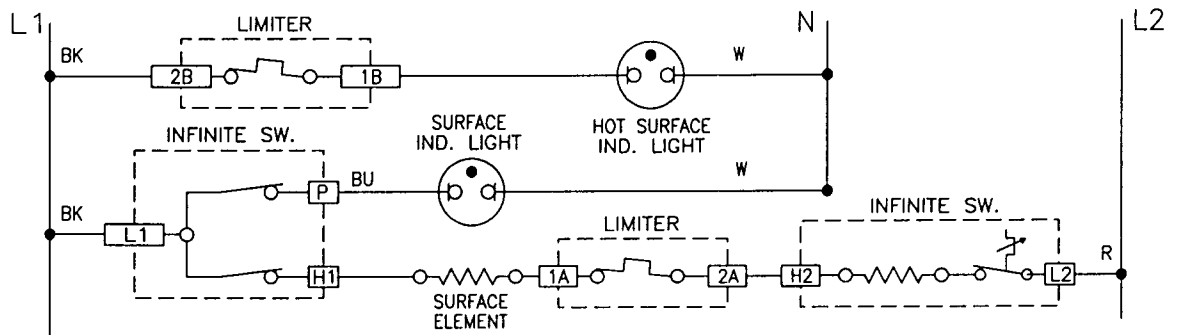 L1
N
L2
LIMITER
BK
2B
1B
W
HOT SURFACE
IND. LIGHT
INFINITE SW.
SURFACE
IND. LIGHT
P
BU
W
BK
L1
INFINITE SW.
LIMITER
H1
1A
2A
H2
L2
R
SURFACE
ELEMENT